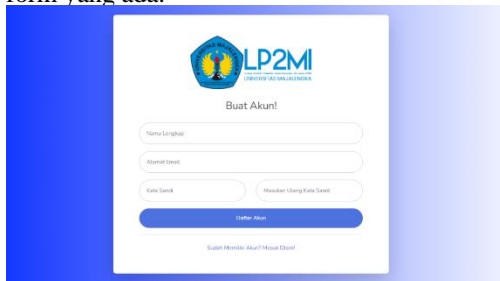 form yang ada.
LP2MI
UNIVERSITAS MAJALENGKA
Buat Akun!
Nama Lengkap
Alamat Email
Kata Sandi
Masukan Ulang Kata Sandi
Daftar Akun
Sudah Memiliki Akun? Masuk Disini!